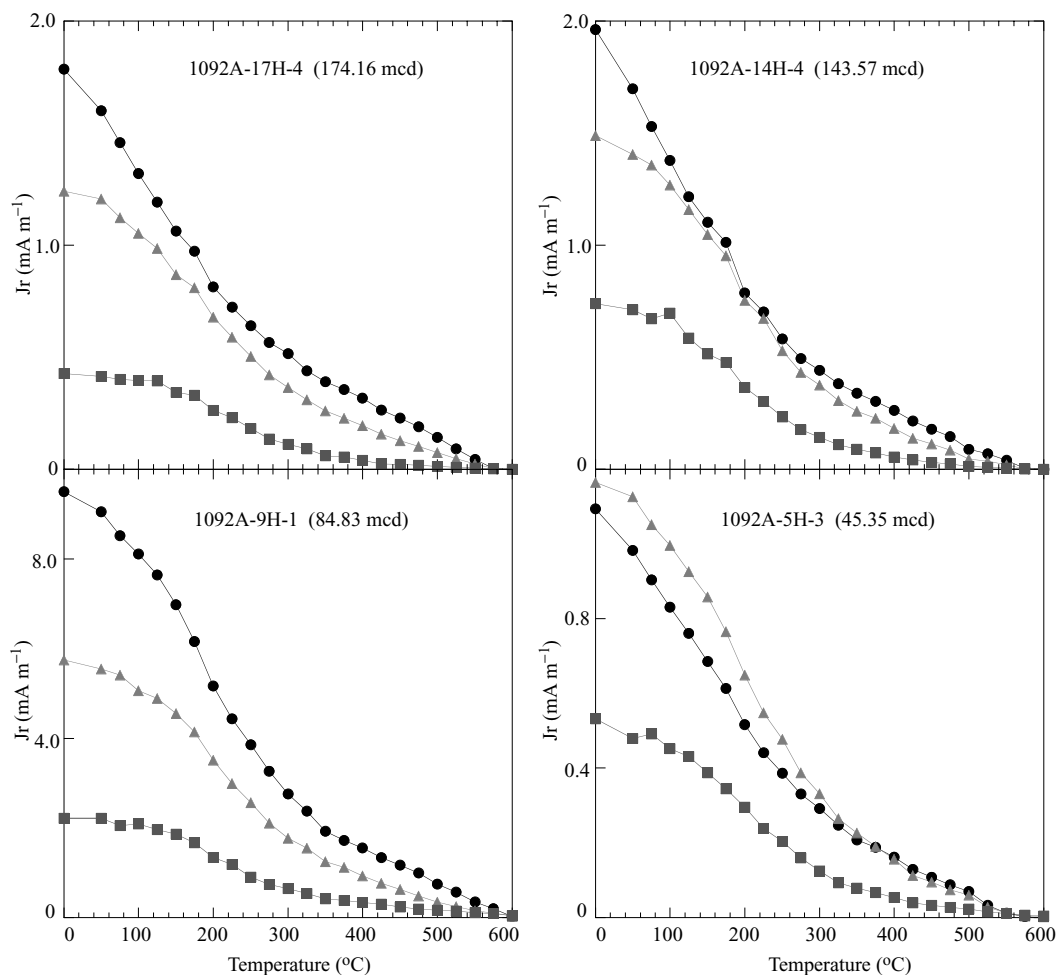 2.0
1092A-17H-4 (174.16 mcd)
1.0
Jr (mA m⁻¹)
0
2.0
1092A-14H-4 (143.57 mcd)
1.0
Jr (mA m⁻¹)
0
1092A-9H-1 (84.83 mcd)
8.0
Jr (mA m⁻¹)
4.0
0
0 100 200 300 400 500 600
Temperature (ºC)
1092A-5H-3 (45.35 mcd)
0.8
Jr (mA m⁻¹)
0.4
0
0 100 200 300 400 500 600
Temperature (ºC)